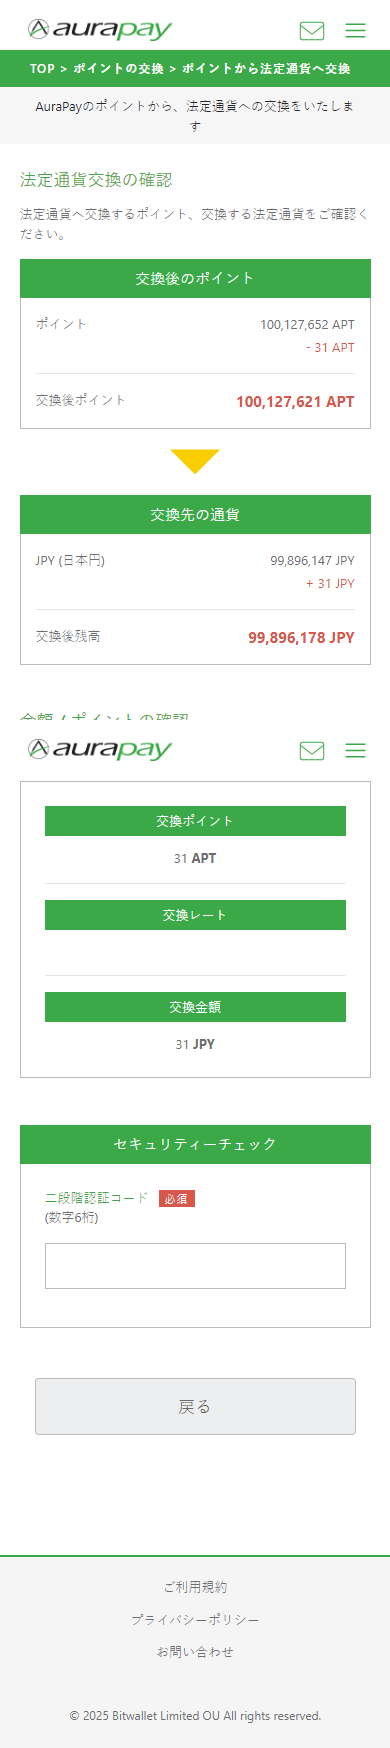 aurapay
TOP > ポイントの交換 > ポイントから法定通貨へ交換
AuraPayのポイントから、法定通貨への交換をいたしま
す
法定通貨交換の確認
法定通貨へ交換するポイント、交換する法定通貨をご確認く
ださい。
交換後のポイント
ポイント 100,127,652 APT
- 31 APT
交換後ポイント 100,127,621 APT
交換先の通貨
JPY (日本円) 99,896,147 JPY
+ 31 JPY
交換後残高 99,896,178 JPY
金額/ポイントの確認
aurapay
交換ポイント
31 APT
交換レート
交換金額
31 JPY
セキュリティーチェック
二段階認証コード 必須
(数字6桁)
戻る
ご利用規約
プライバシーポリシー
お問い合わせ
© 2025 Bitwallet Limited OU All rights reserved.